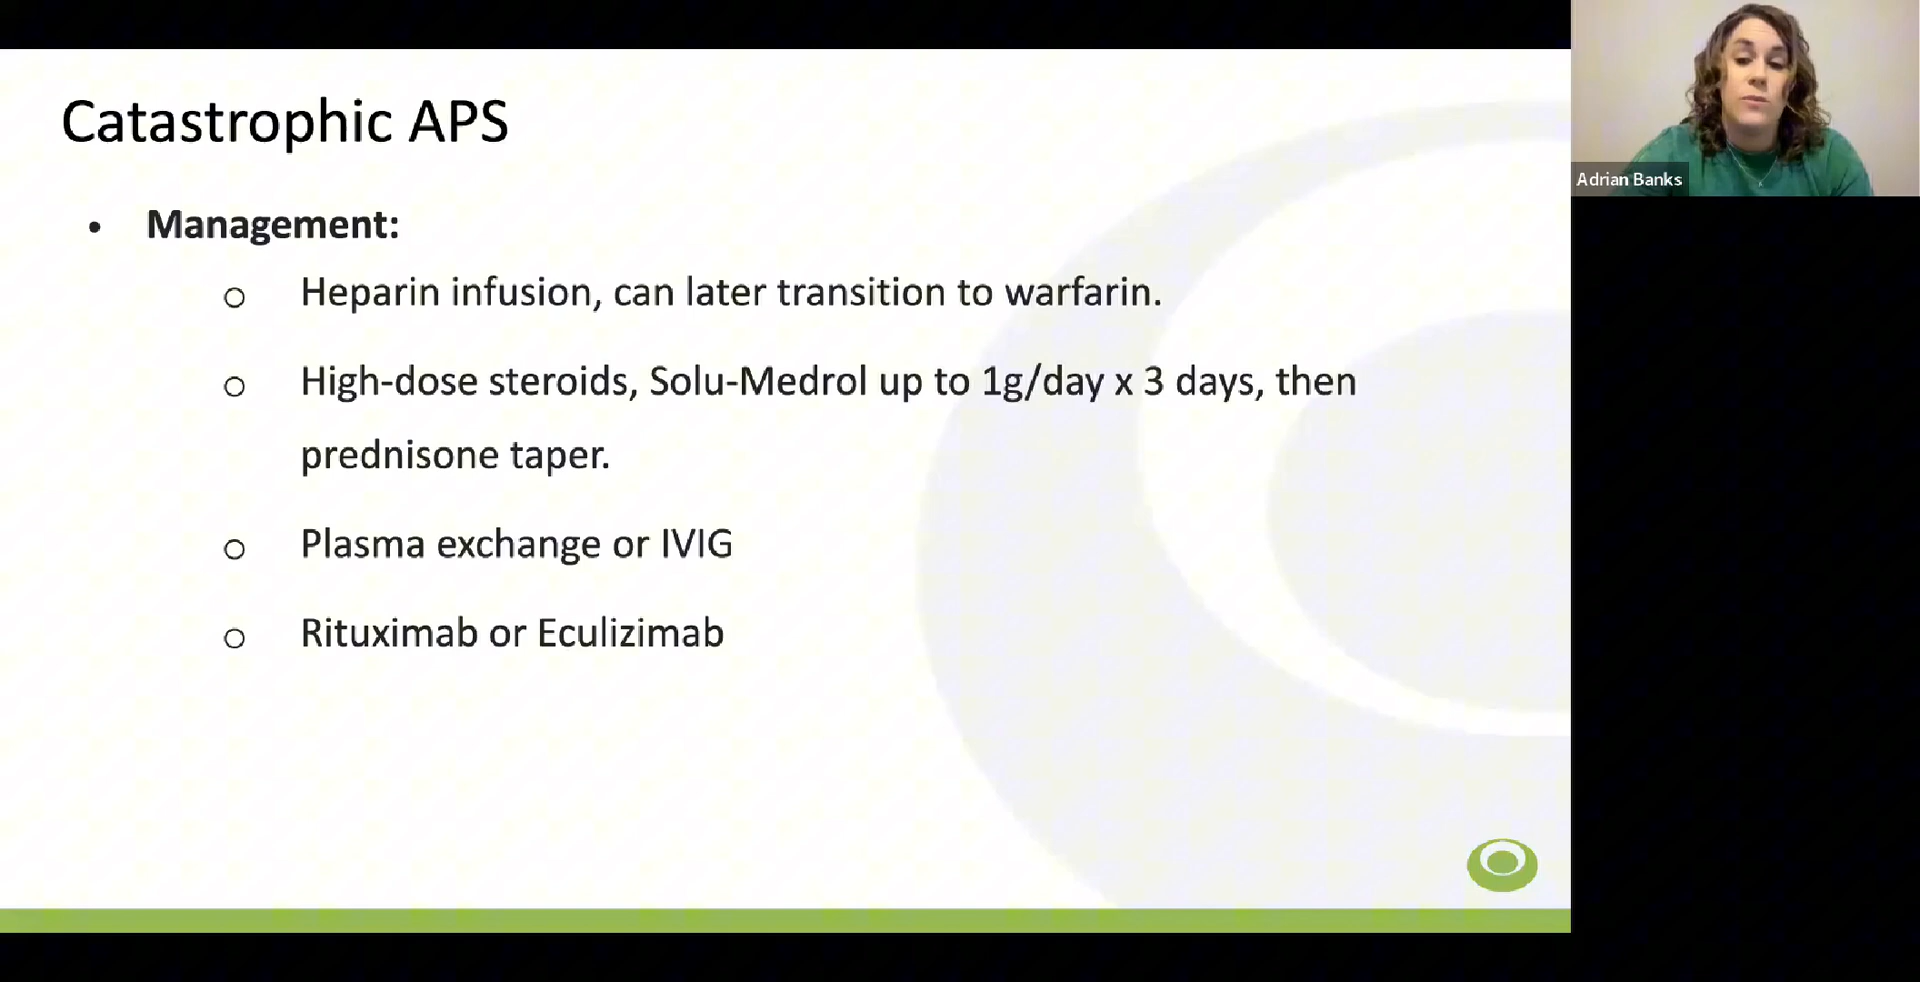 Catastrophic APS
• Management:
o Heparin infusion, can later transition to warfarin.
o High-dose steroids, Solu-Medrol up to 1g/day x 3 days, then
prednisone taper.
o Plasma exchange or IVIG
o Rituximab or Eculizimab
Adrian Banks